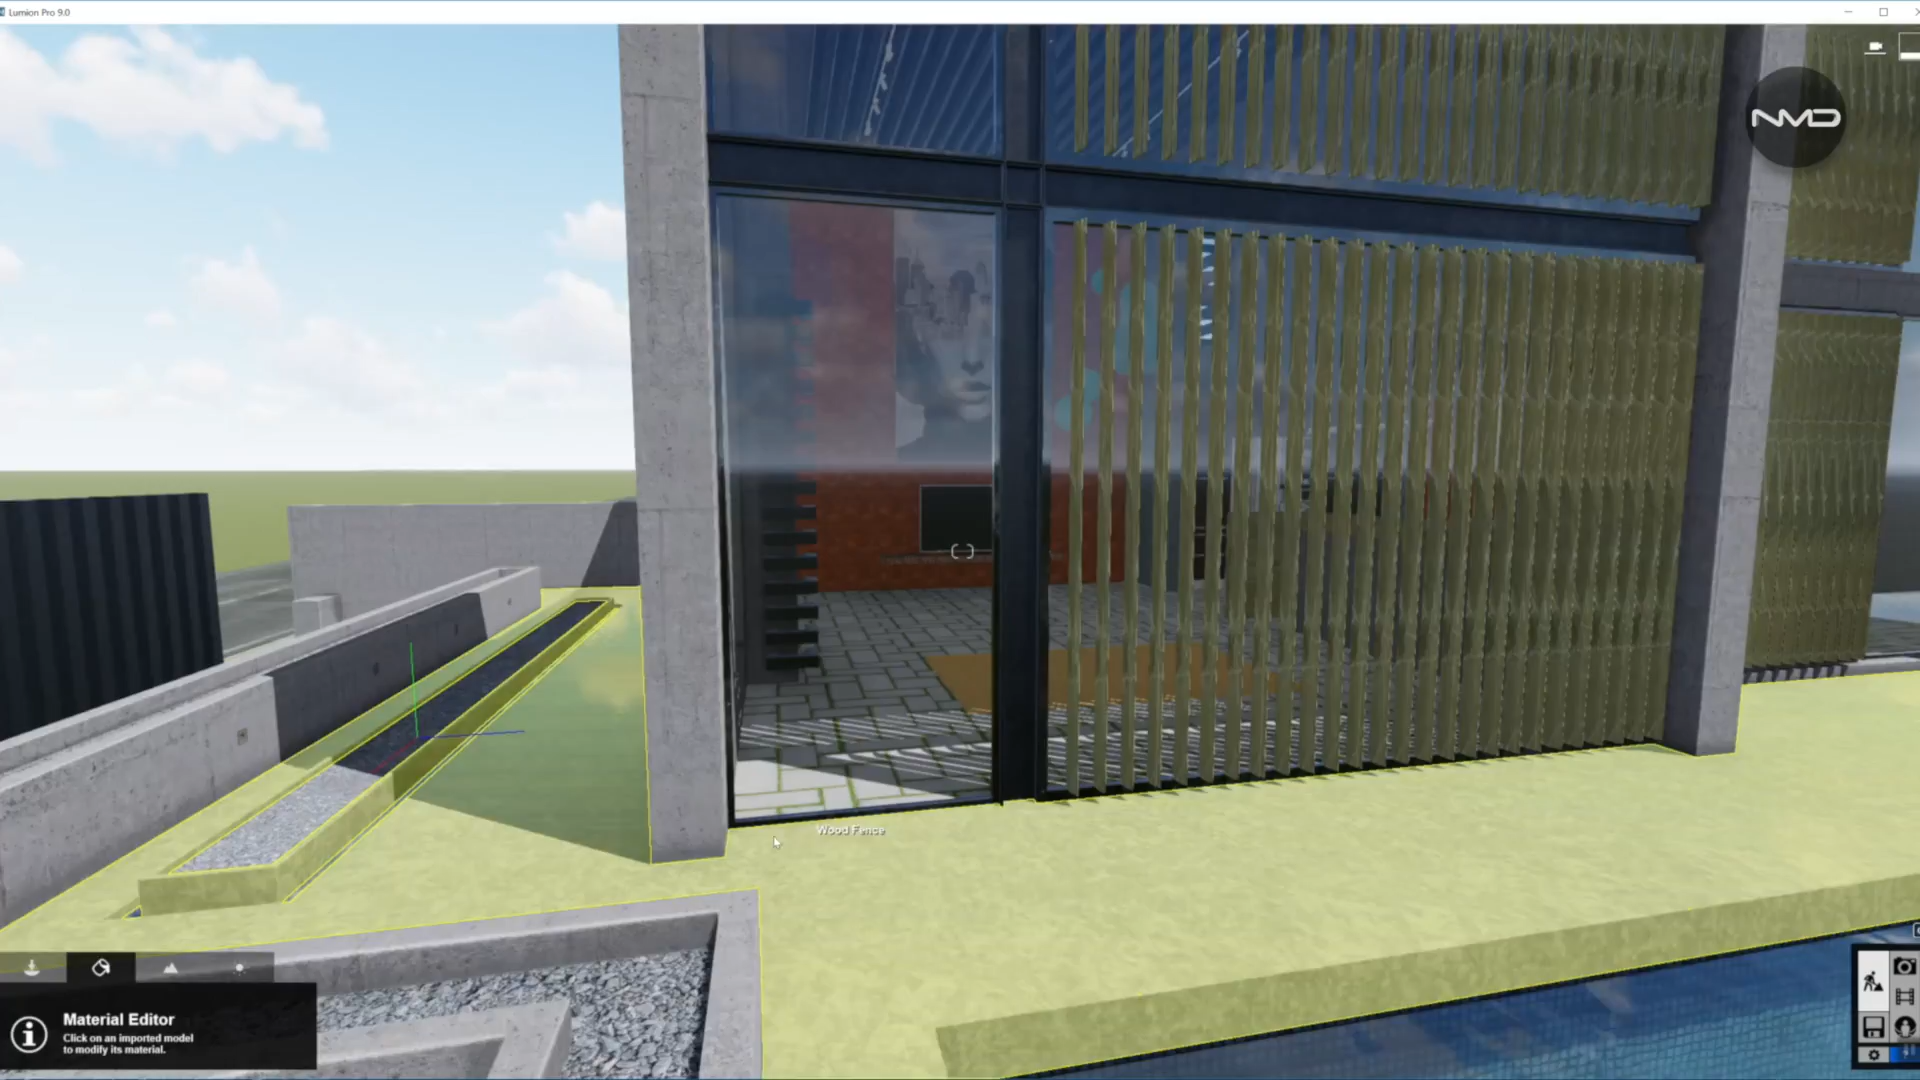 Lumion Pro 9.0
NMD
Wood Fence
Material Editor
Click on an imported model
to modify its material.